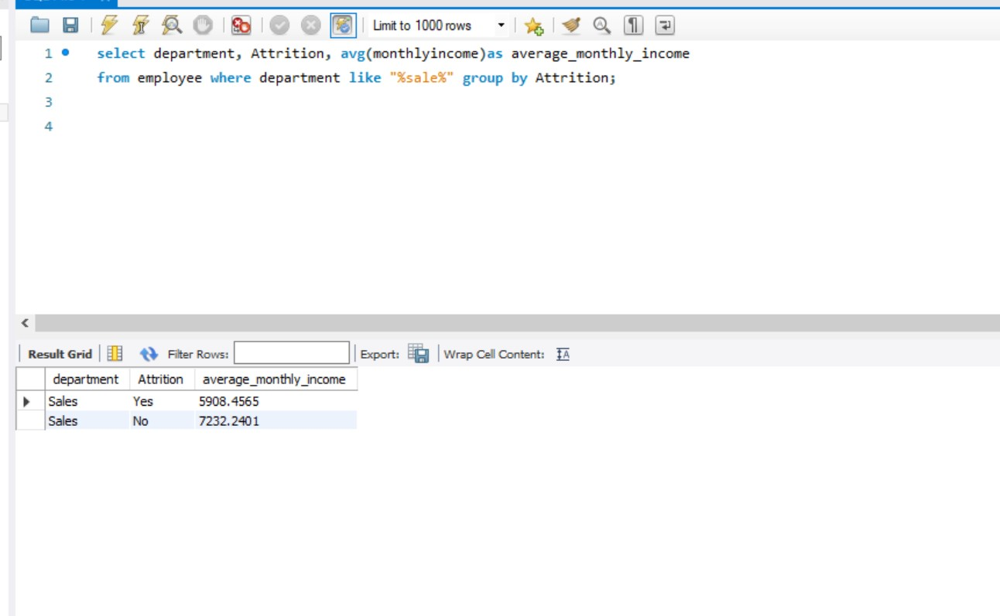 Limit to 1000 rows
1 select department, Attrition, avg(monthlyincome)as average_monthly_income
2 from employee where department like "%sale%" group by Attrition;
3
4
Result Grid Filter Rows: Export: Wrap Cell Content: IA
department Attrition average_monthly_income
Sales Yes 5908.4565
Sales No 7232.2401